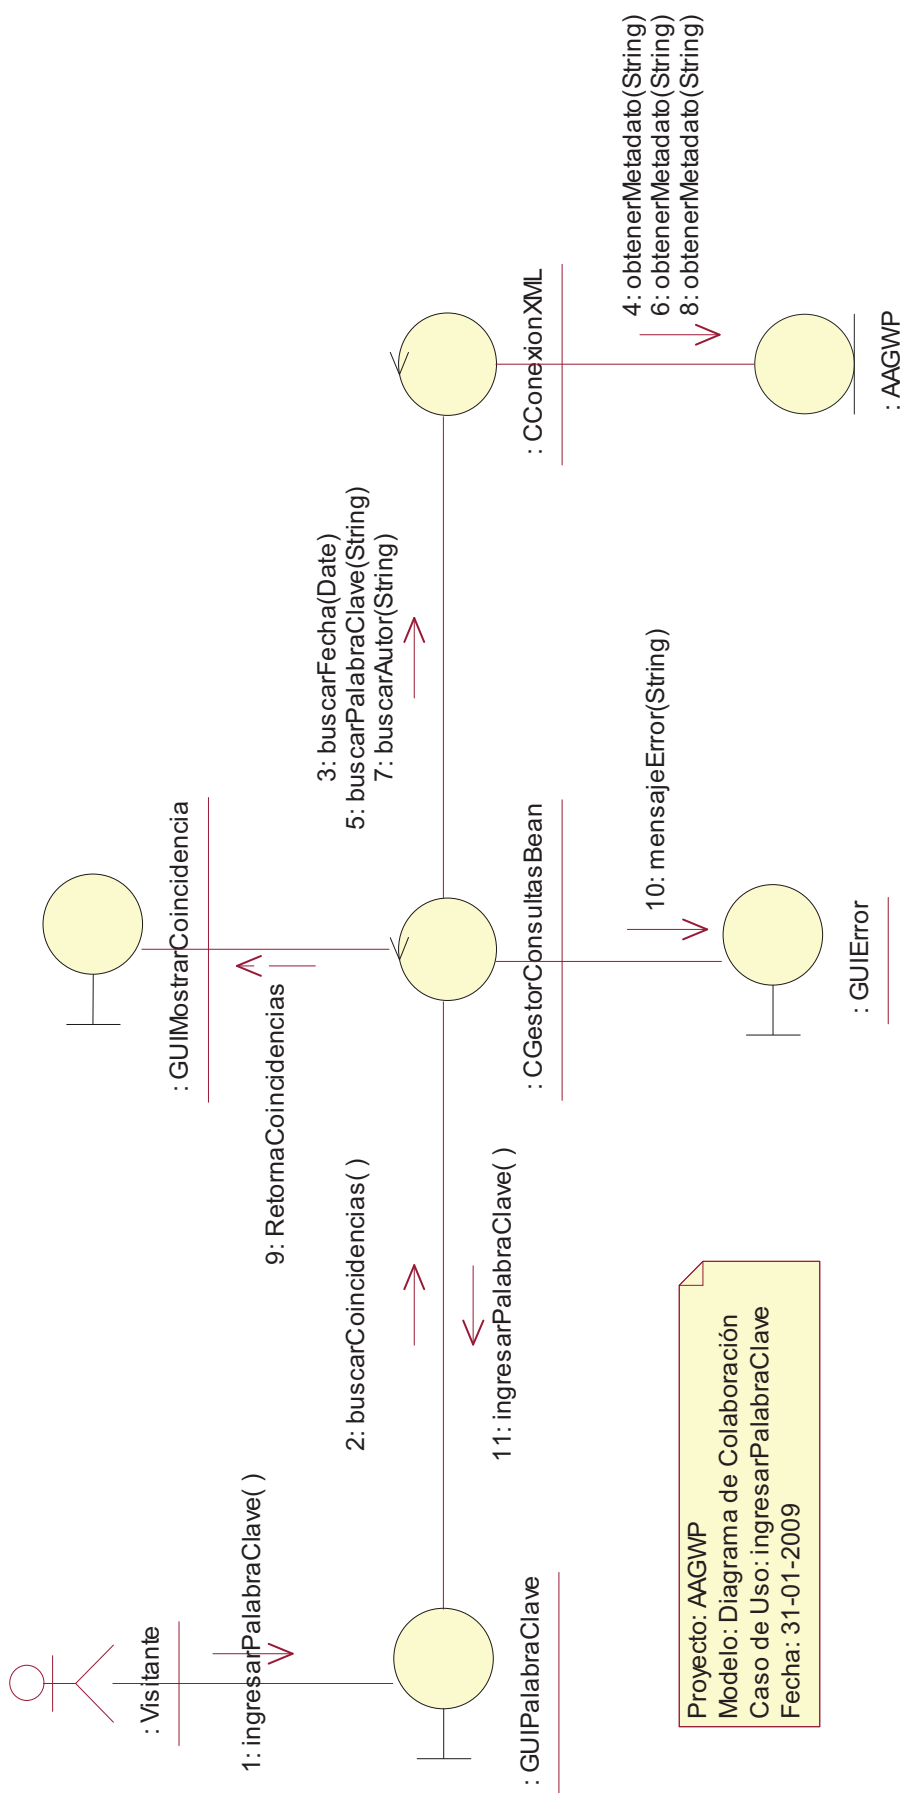 : Visitante
1: ingresarPalabraClave( )
: GUIPalabraClave
2: buscarCoincidencias( )
11: ingresarPalabraClave( )
: GUIMostrarCoincidencia
9: RetornaCoincidencias
: CGestorConsultasBean
10: mensajeError(String)
: GUIError
3: buscarFecha(Date)
5: buscarPalabraClave(String)
7: buscarAutor(String)
: CConexionXML
4: obtenerMetadato(String)
6: obtenerMetadato(String)
8: obtenerMetadato(String)
: AAGWP
Proyecto: AAGWP
Modelo: Diagrama de Colaboración
Caso de Uso: ingresarPalabraClave
Fecha: 31-01-2009